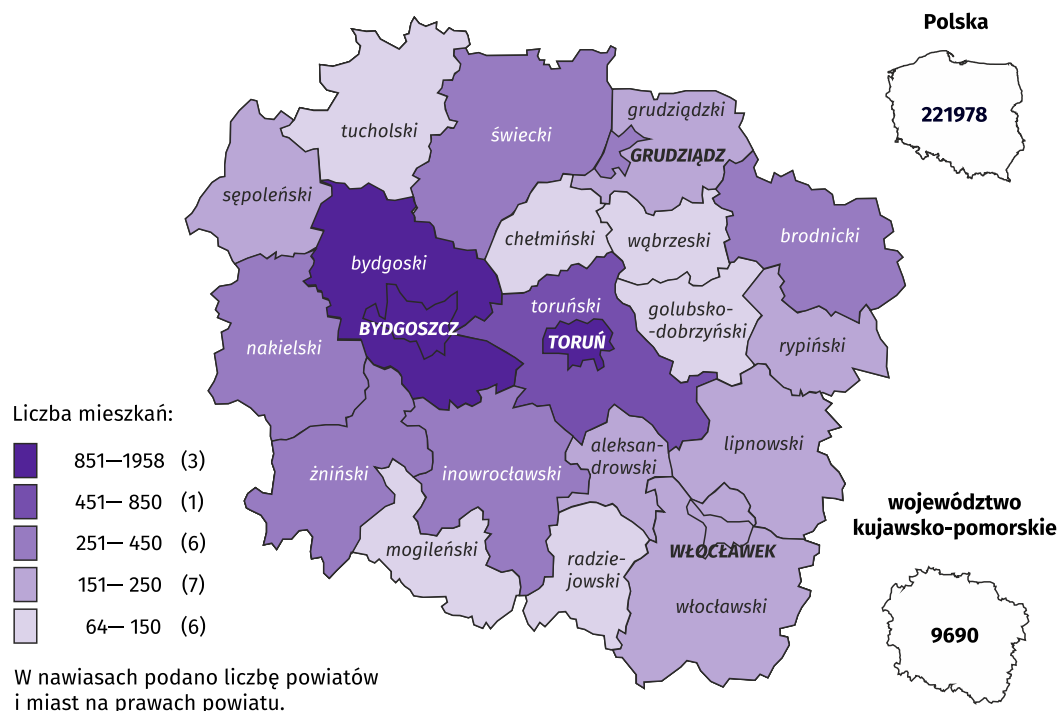 Polska
221978
tucholski
święcki
grudziądzki
GRUDZIĄDZ
sępoleński
chełmiński
wąbrzeski
brodnicki
bydgoski
toruński
golubsko-
-dobrzyński
BYDGOSZCZ
TORUŃ
nakielski
rypiński
Liczba mieszkań:
851—1958 (3)
451— 850 (1)
251— 450 (6)
151— 250 (7)
64— 150 (6)
aleksan-
drowski
lipnowski
żniński
inowrocławski
mogileński
radzie-
jowski
WŁOCŁAWEK
włocławski
województwo
kujawsko-pomorskie
9690
W nawiasach podano liczbę powiatów
i miast na prawach powiatu.